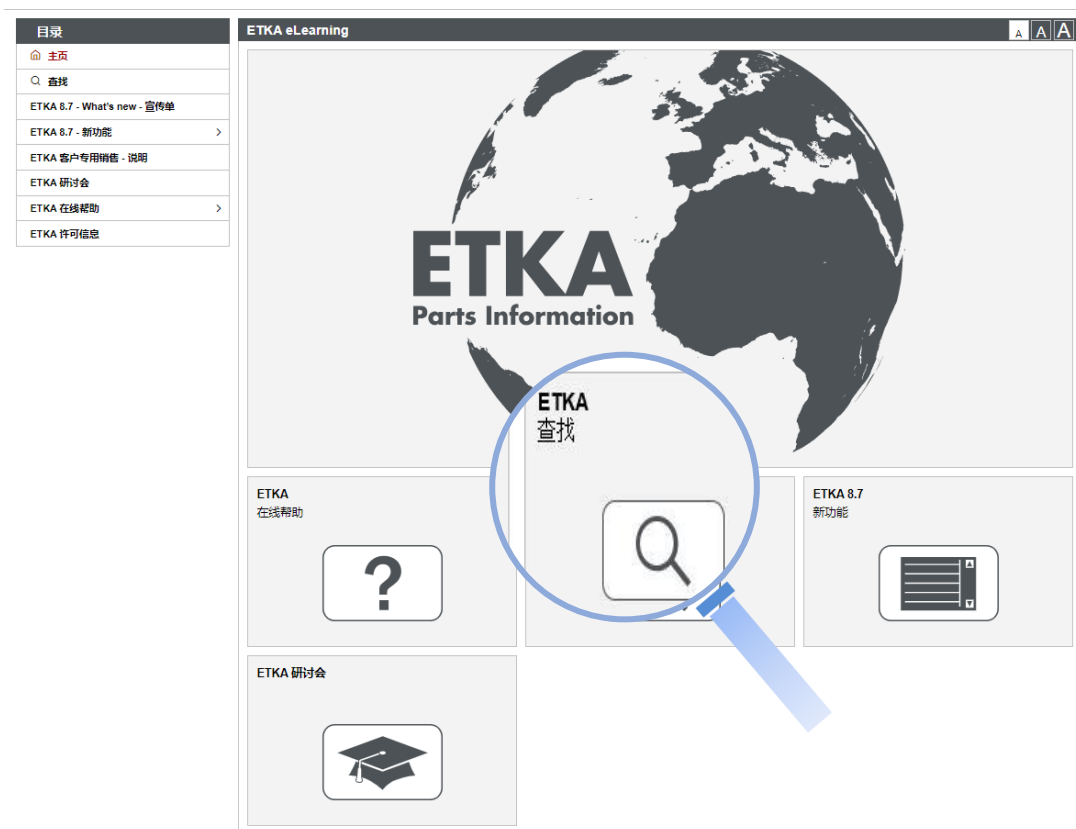 目录
主页
查找
ETKA 8.7 - What's new - 宣传单
ETKA 8.7 - 新功能
ETKA 客户专用销售 - 说明
ETKA 研讨会
ETKA 在线帮助
ETKA 许可信息
ETKA eLearning
A A A
ETKA
Parts Information
ETKA
查找
ETKA
在线帮助
?
ETKA 8.7
新功能
ETKA 研讨会